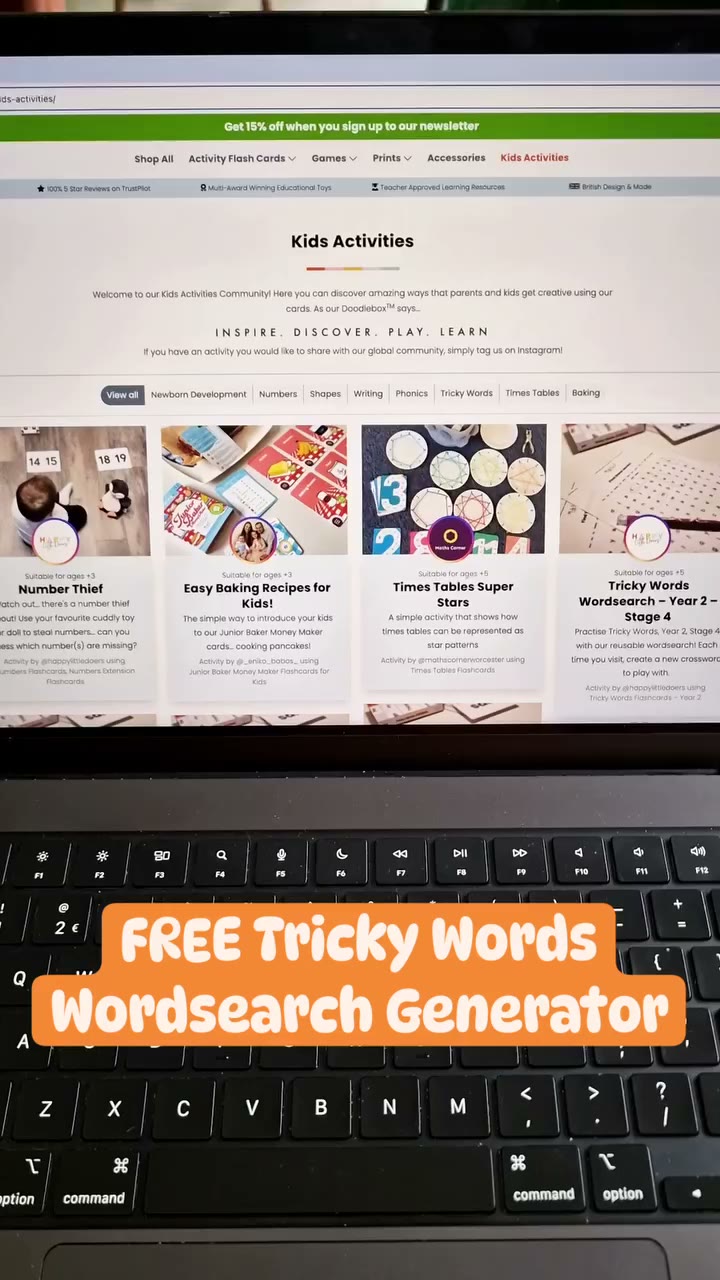 ds-activities/
Get 15% off when you sign up to our newsletter
Shop All Activity Flash Cards Games Prints Accessories Kids Activities
100% 5 Star Reviews on TrustPilot Multi-Award Winning Educational Toys Teacher Approved Learning Resources British Design & Made
Kids Activities
Welcome to our Kids Activities Community! Here you can discover amazing ways that parents and kids get creative using our
cards. As our Doodlebox™ says...
INSPIRE. DISCOVER. PLAY. LEARN
If you have an activity you would like to share with our global community, simply tag us on Instagram!
View all Newborn Development Numbers Shapes Writing Phonics Tricky Words Times Tables Baking
14 15
18 19
Suitable for ages +3
Number Thief
atch out... there's a number thief
out! Use your favourite cuddly toy
r doll to steal numbers... can you
ess which number(s) are missing?
Activity by @happylittledoers using
umbers Flashcards, Numbers Extension
Flashcards
Junior Baker
Suitable for ages +3
Easy Baking Recipes for
Kids!
The simple way to introduce your kids
to our Junior Baker Money Maker
cards... cooking pancakes!
Activity by @_eniko_babos_ using
Junior Baker Money Maker Flashcards for
Kids
3
2
Maths Corner
Suitable for ages +5
Times Tables Super
Stars
A simple activity that shows how
times tables can be represented as
star patterns
Activity by @mathscornerworcester using
Times Tables Flashcards
Suitable for ages +5
Tricky Words
Wordsearch – Year 2 –
Stage 4
Practise Tricky Words, Year 2, Stage 4
with our reusable wordsearch! Each
time you visit, create a new crossword
to play with.
Activity by @happylittledoers using
Tricky Words Flashcards - Year 2
F1 F2 F3 F4 F5 F6 F7 F8 F9 F10 F11 F12
! @ 2 € + =
FREE Tricky Words
Q {
Wordsearch Generator
A
Z X C V B N M < , > . ? /
option command command option